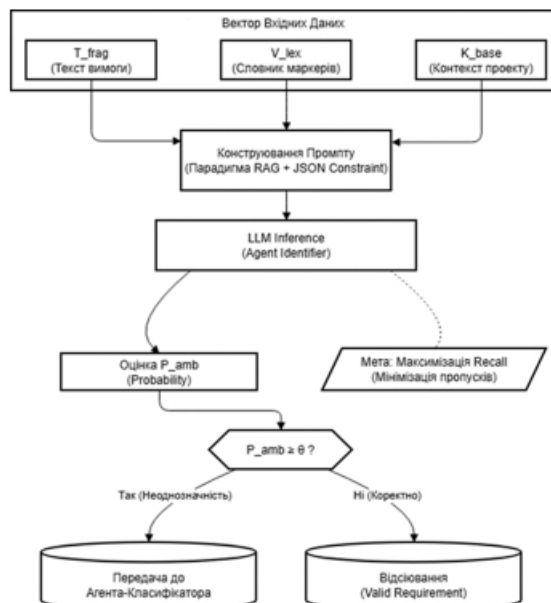 Вектор Вхідних Даних
T_frag
(Текст вимоги)
V_lex
(Словник маркерів)
K_base
(Контекст проекту)
Конструювання Промпту
(Парадигма RAG + JSON Constraint)
LLM Inference
(Agent Identifier)
Оцінка P_amb
(Probability)
Мета: Максимізація Recall
(Мінімізація пропусків)
P_amb ≥ θ ?
Так (Неоднозначність)
Ні (Коректно)
Передача до
Агента-Класифікатора
Відсіювання
(Valid Requirement)